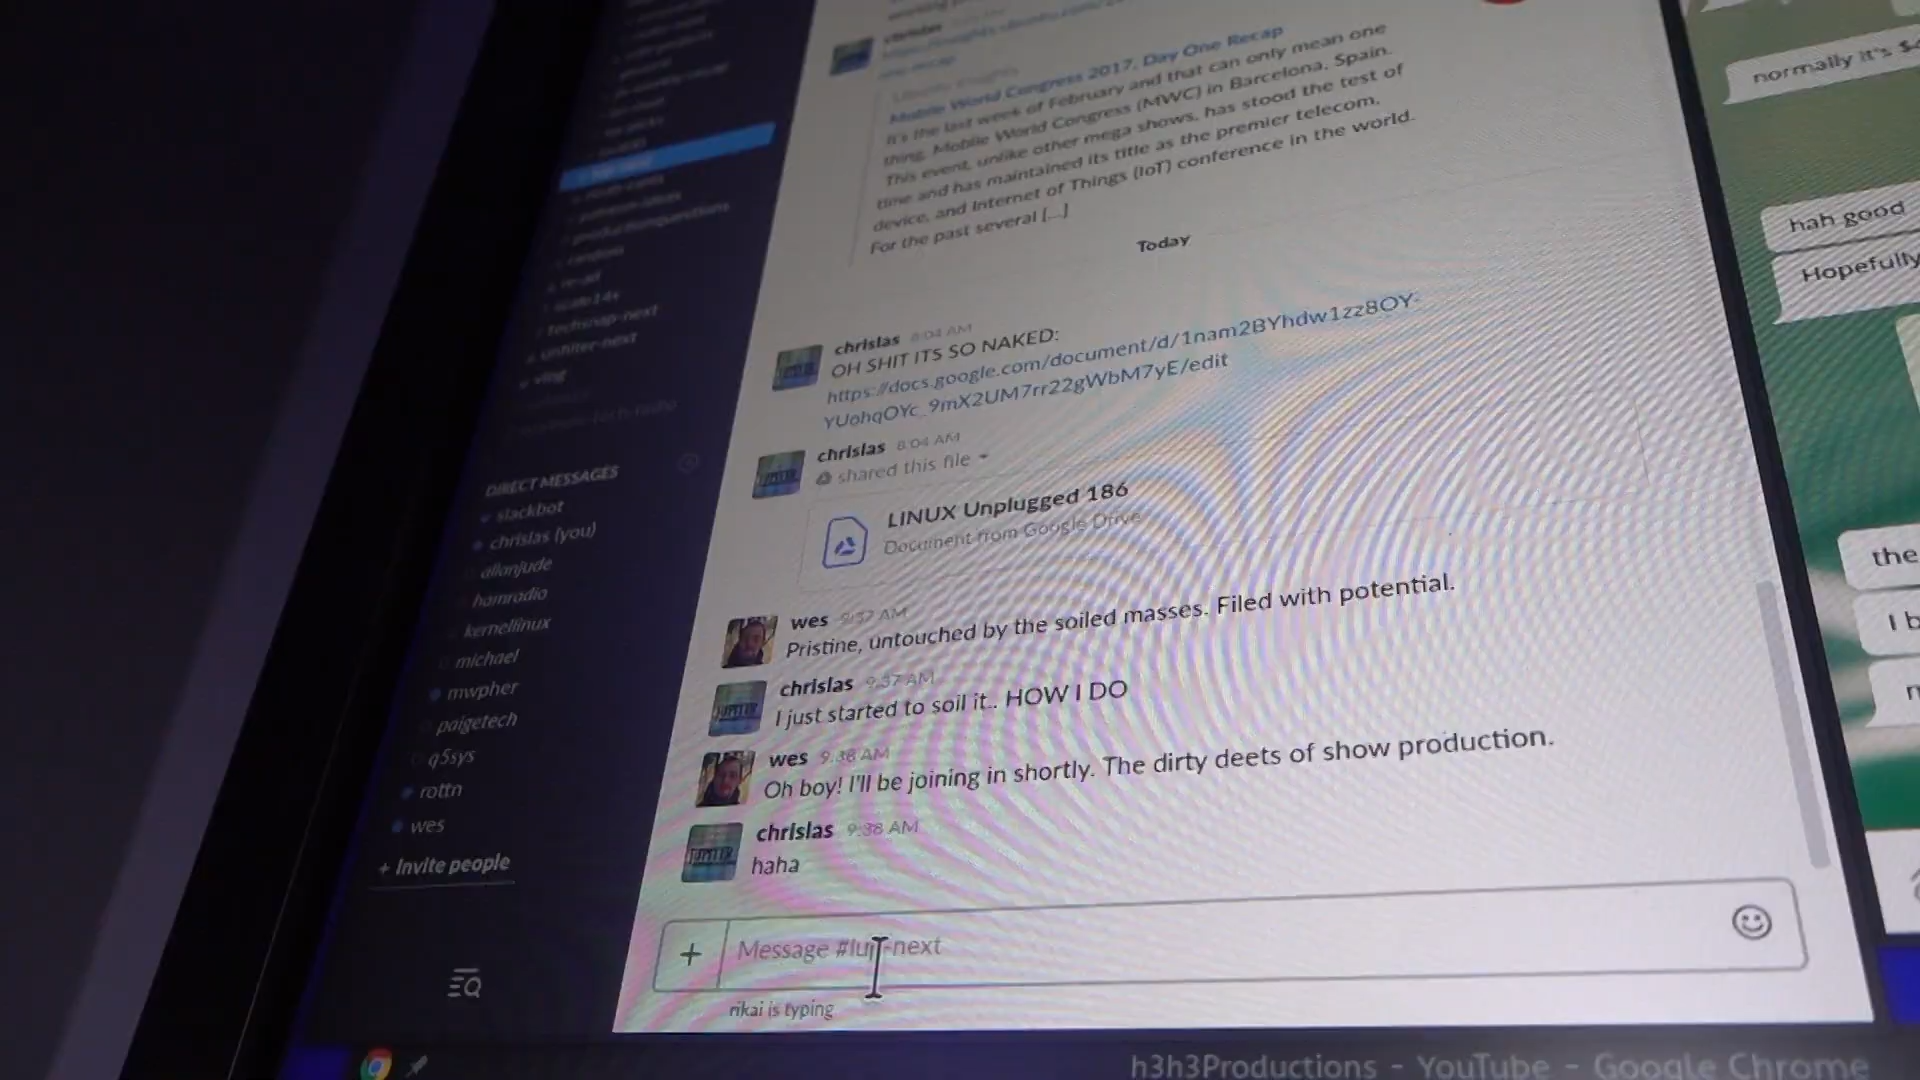 chrislas
Mobile World Congress 2017, Day One Recap
It's the last week of February and that can only mean one
thing, Mobile World Congress (MWC) in Barcelona, Spain.
This event, unlike other mega shows, has stood the test of
time and has maintained its title as the premier telecom,
device, and Internet of Things (IoT) conference in the world.
For the past several [...]
Today
chrislas 8:04 AM
OH SHIT ITS SO NAKED:
https://docs.google.com/document/d/1nam2BYhdw1zz8OY-
YUohqOYc_9mX2UM7rr22gWbM7yE/edit
chrislas 8:04 AM
shared this file
LINUX Unplugged 186
Document from Google Drive
wes 9:37 AM
Pristine, untouched by the soiled masses. Filed with potential.
chrislas 9:37 AM
I just started to soil it.. HOW I DO
wes 9:38 AM
Oh boy! I'll be joining in shortly. The dirty deets of show production.
chrislas 9:38 AM
haha
+ Message #lup-next
rikai is typing
random
techsnap-next
unfilter-next
vlog
DIRECT MESSAGES
slackbot
chrislas (you)
allanjude
hamradio
kernellinux
michael
mwpher
paigetech
q5sys
rottn
wes
+ Invite people
normally it's
hah good
Hopefully
the
I
h3h3Productions - YouTube - Google Chrome